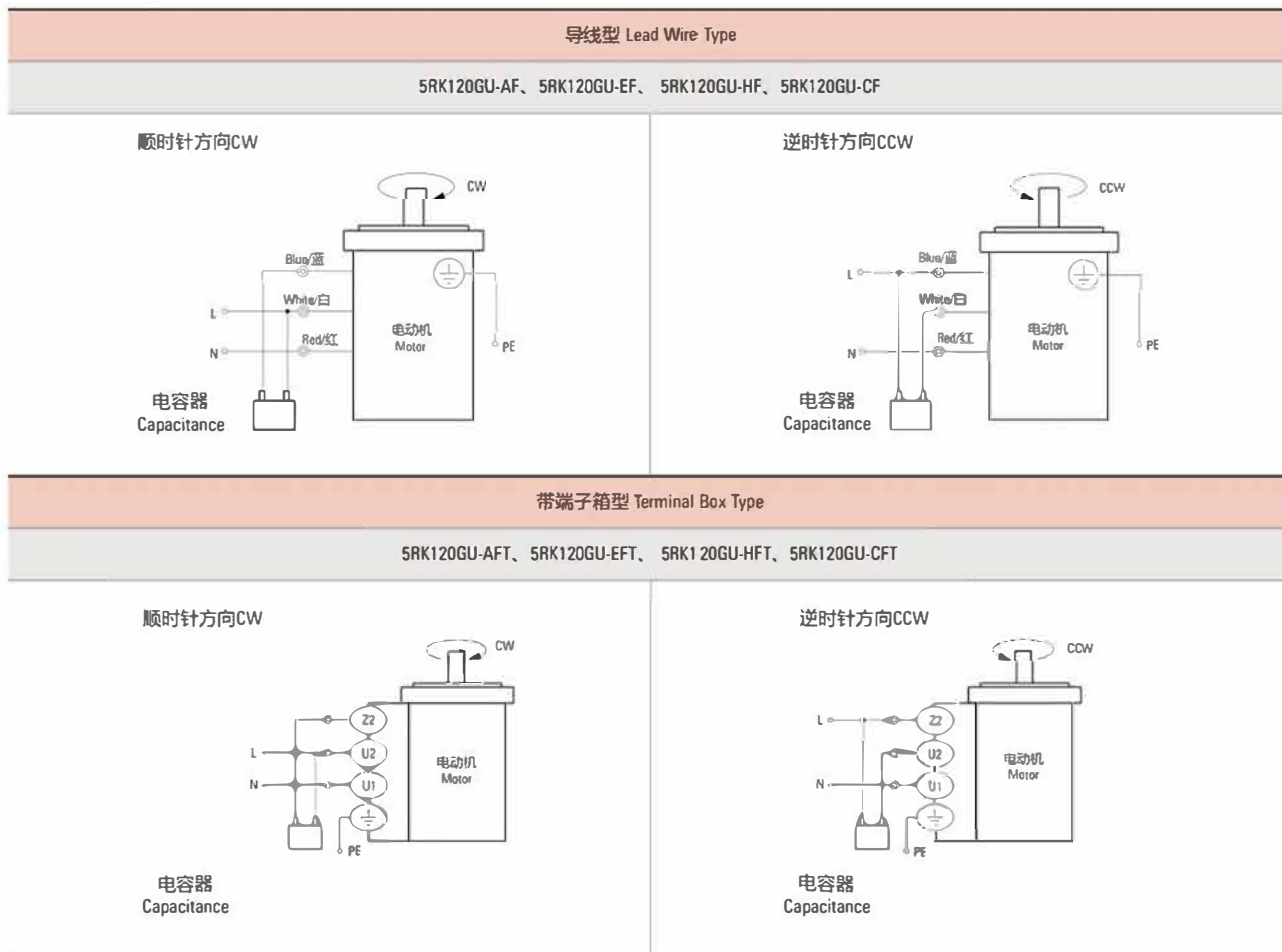 导线型 Lead Wire Type
5RK120GU-AF、5RK120GU-EF、 5RK120GU-HF、5RK120GU-CF
顺时针方向CW
CW
Blue/蓝
L
White/白
N
Red/红
电动机
Motor
PE
电容器
Capacitance
逆时针方向CCW
CCW
Blue/蓝
L
White/白
N
Red/红
电动机
Motor
PE
电容器
Capacitance
带端子箱型 Terminal Box Type
5RK120GU-AFT、5RK120GU-EFT、 5RK120GU-HFT、5RK120GU-CFT
顺时针方向CW
CW
Z2
L
U2
N
U1
电动机
Motor
PE
电容器
Capacitance
逆时针方向CCW
CCW
L
Z2
U2
N
U1
电动机
Motor
PE
电容器
Capacitance